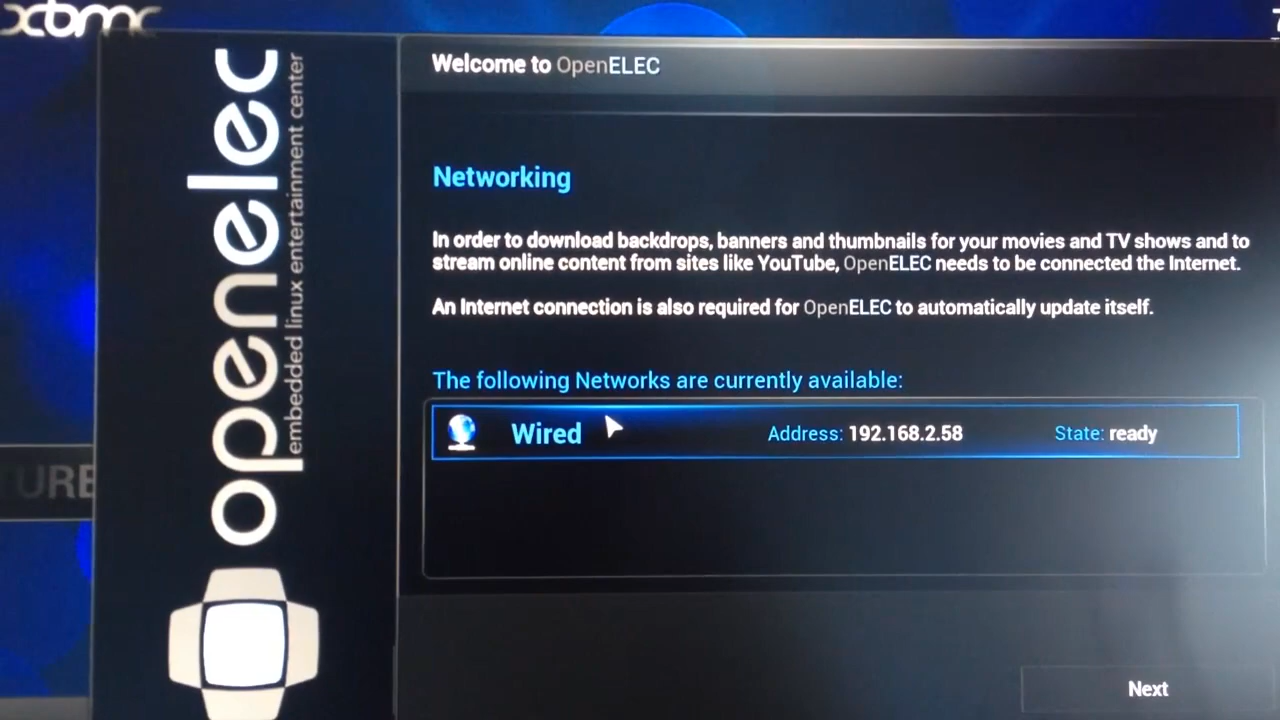 xbmc
openelec
embedded linux entertainment center
Welcome to OpenELEC
Networking
In order to download backdrops, banners and thumbnails for your movies and TV shows and to
stream online content from sites like YouTube, OpenELEC needs to be connected the Internet.
An Internet connection is also required for OpenELEC to automatically update itself.
The following Networks are currently available:
Wired Address: 192.168.2.58 State: ready
TURE
Next